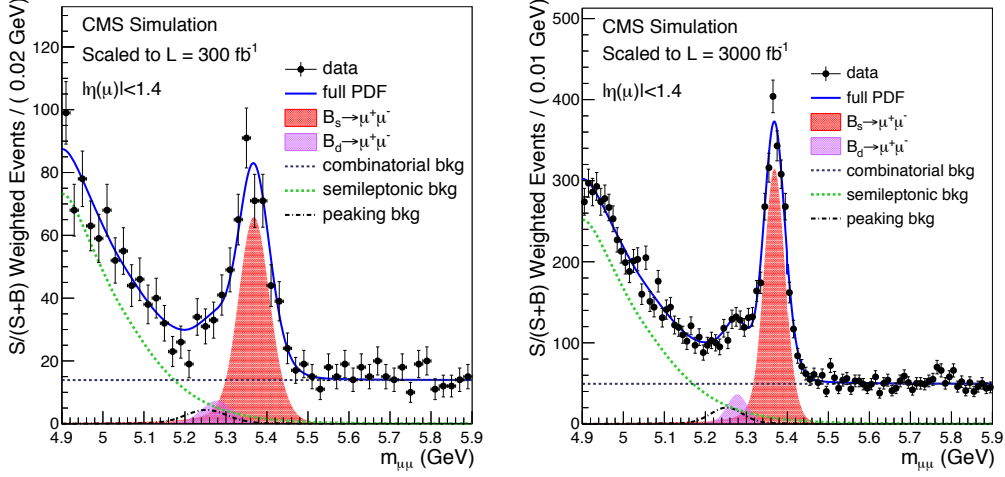 CMS Simulation
Scaled to L = 300 fb-1
|η(μ)|<1.4
data
full PDF
Bs→μ+μ-
Bd→μ+μ-
combinatorial bkg
semileptonic bkg
peaking bkg
S/(S+B) Weighted Events / ( 0.02 GeV)
120
100
80
60
40
20
0
4.9 5 5.1 5.2 5.3 5.4 5.5 5.6 5.7 5.8 5.9
mμμ (GeV)
CMS Simulation
Scaled to L = 3000 fb-1
|η(μ)|<1.4
data
full PDF
Bs→μ+μ-
Bd→μ+μ-
combinatorial bkg
semileptonic bkg
peaking bkg
S/(S+B) Weighted Events / ( 0.01 GeV)
500
400
300
200
100
0
4.9 5 5.1 5.2 5.3 5.4 5.5 5.6 5.7 5.8 5.9
mμμ (GeV)